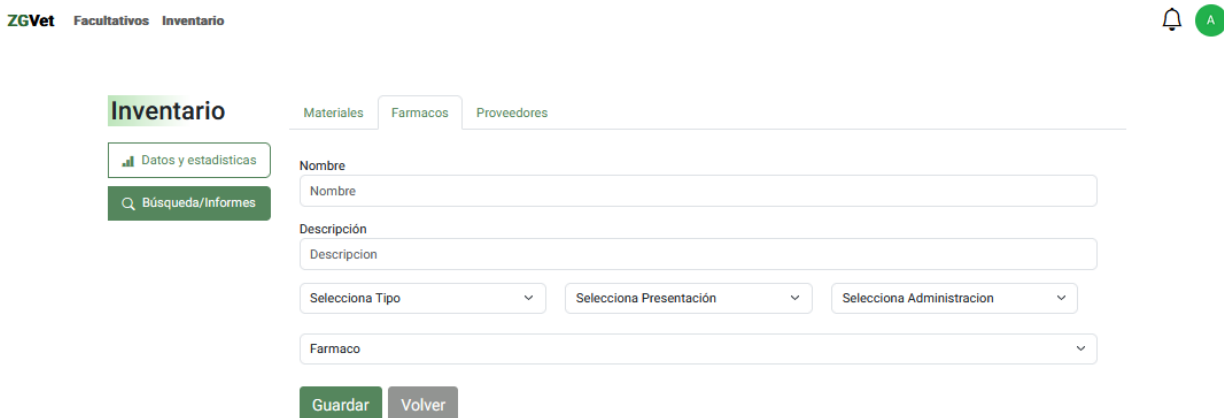 ZGVet Facultativos Inventario
A
Inventario
Materiales Farmacos Proveedores
Datos y estadisticas
Búsqueda/Informes
Nombre
Nombre
Descripción
Descripcion
Selecciona Tipo Selecciona Presentación Selecciona Administracion
Farmaco
Guardar Volver